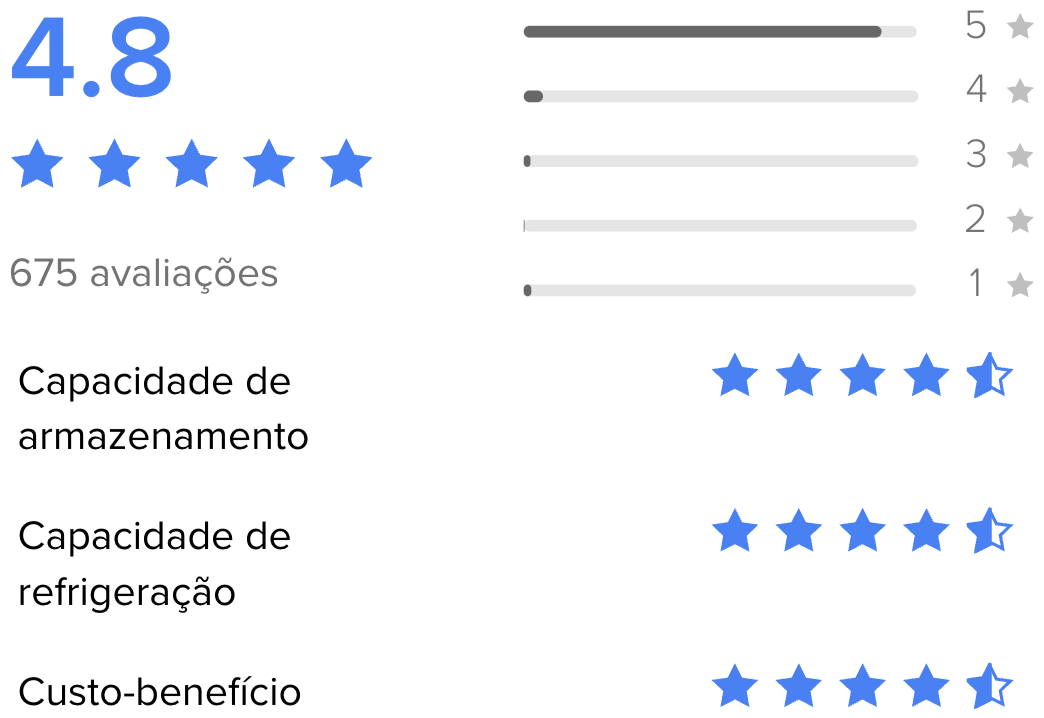 4.8
5
4
3
2
1
675 avaliações
Capacidade de
armazenamento
Capacidade de
refrigeração
Custo-benefício